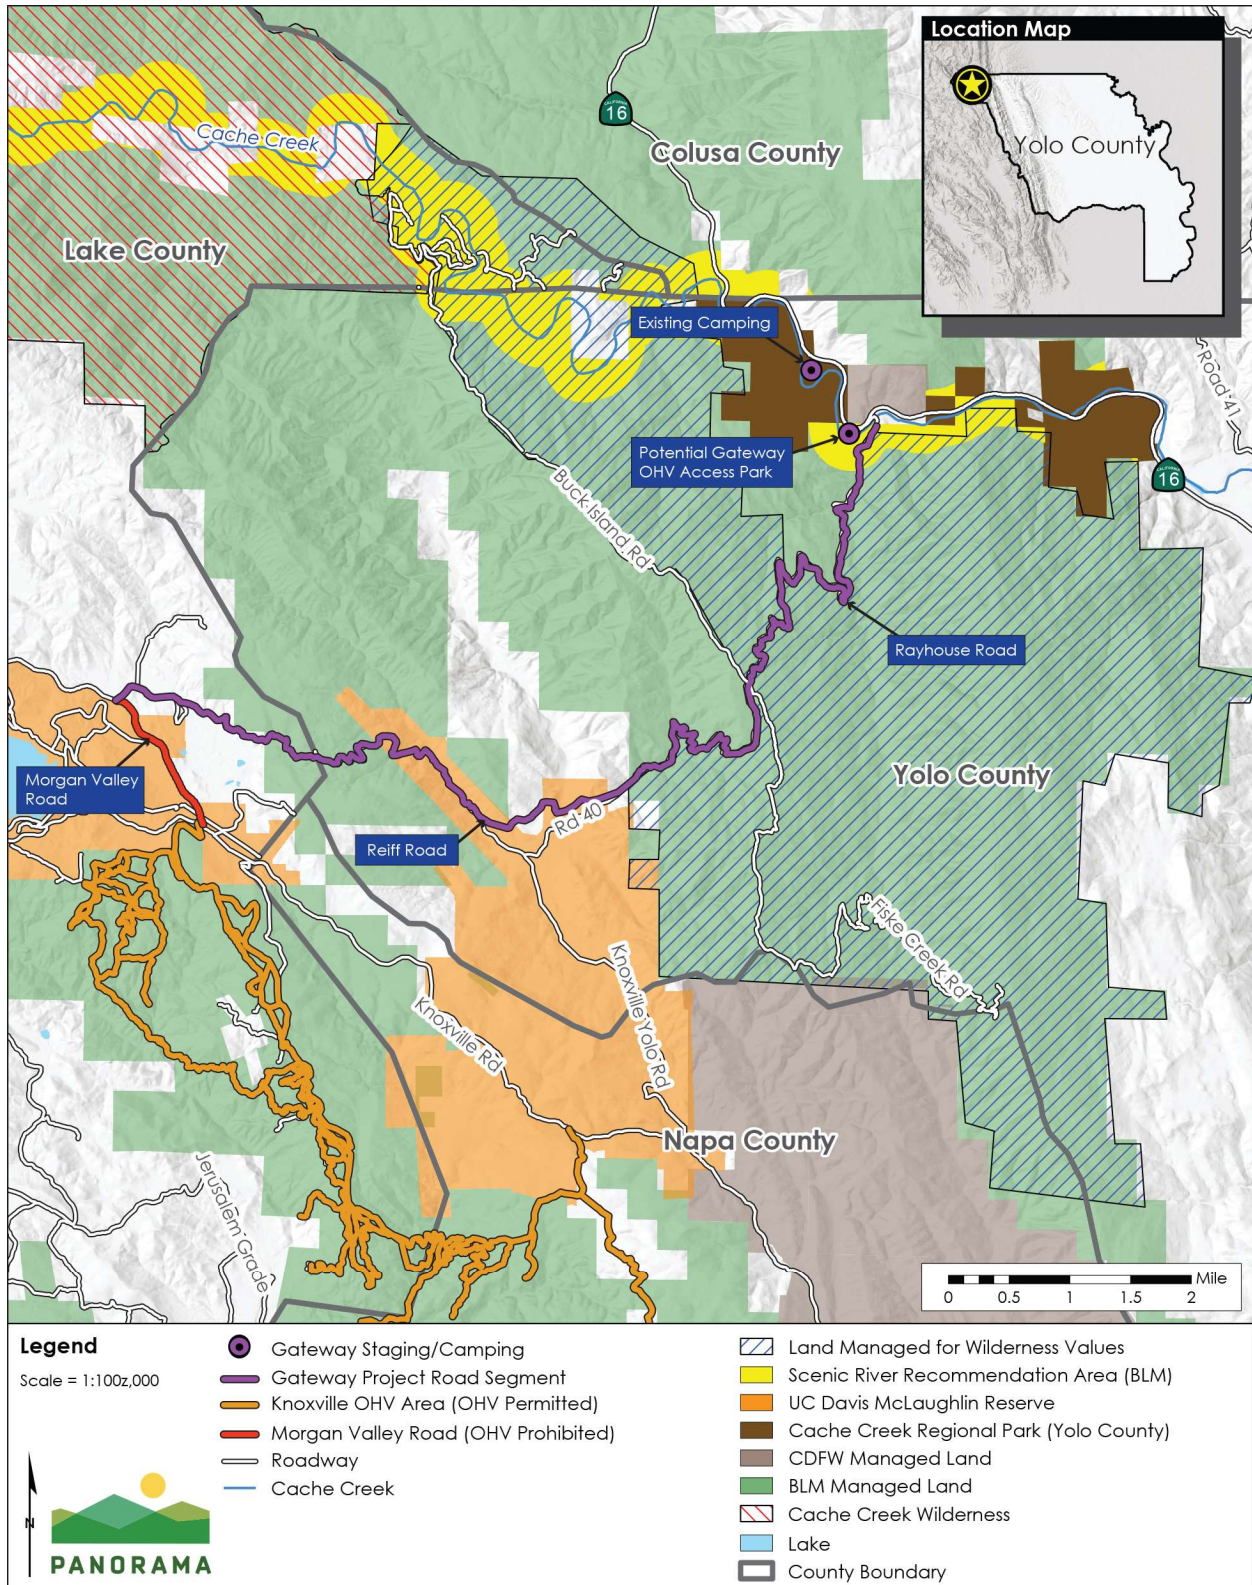 Location Map
Yolo County
CALIFORNIA
16
Cache Creek
Colusa County
Lake County
Existing Camping
Road 41
Potential Gateway
OHV Access Park
CALIFORNIA
16
Buck Island Rd
Rayhouse Road
Morgan Valley
Road
Yolo County
Rd 40
Reiff Road
Fiske Creek Rd
Knoxville Rd
Knoxville Yolo Rd
Napa County
Jerusalem Grade
Mile
0 0.5 1 1.5 2
Legend
Scale = 1:100z,000
Gateway Staging/Camping
Gateway Project Road Segment
Knoxville OHV Area (OHV Permitted)
Morgan Valley Road (OHV Prohibited)
Roadway
Cache Creek
Land Managed for Wilderness Values
Scenic River Recommendation Area (BLM)
UC Davis McLaughlin Reserve
Cache Creek Regional Park (Yolo County)
CDFW Managed Land
BLM Managed Land
Cache Creek Wilderness
Lake
County Boundary
N
PANORAMA